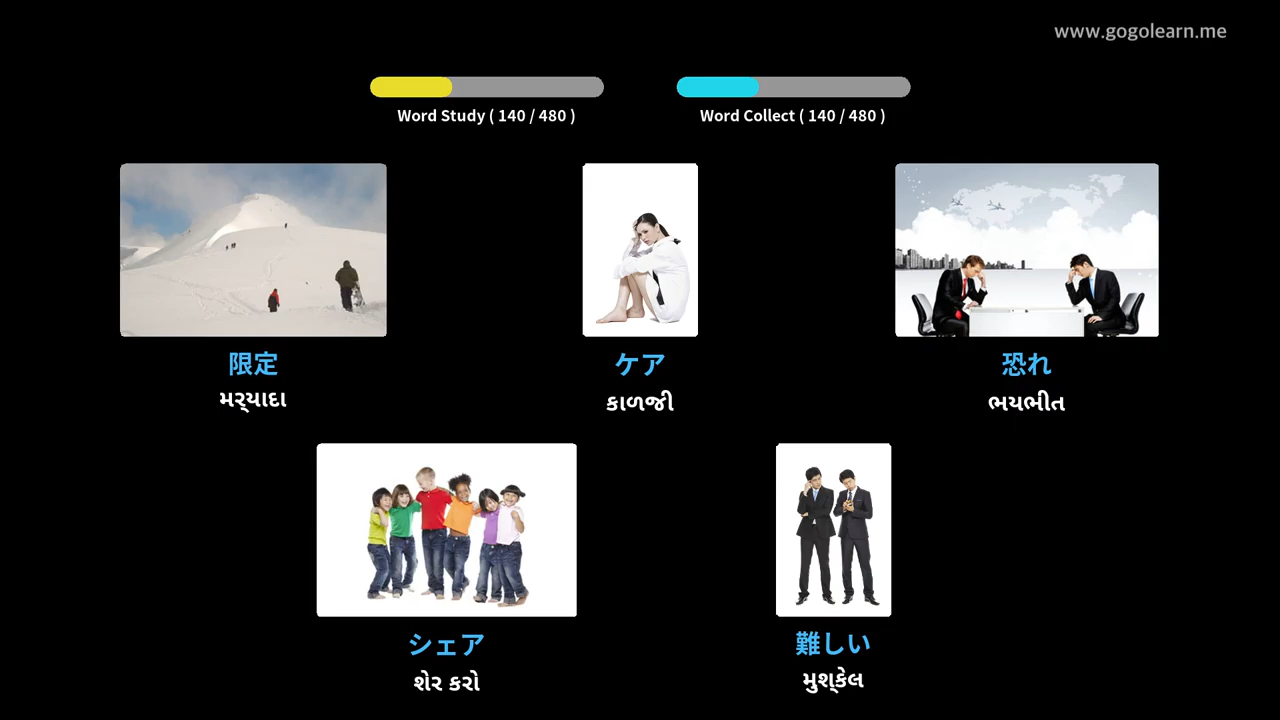 www.gogolearn.me
Word Study ( 140 / 480 )
Word Collect ( 140 / 480 )
限定
ケア
恐れ
મર્યાદા
કાળજી
ભયભીત
シェア
難しい
શેર કરો
મુશ્કેલ